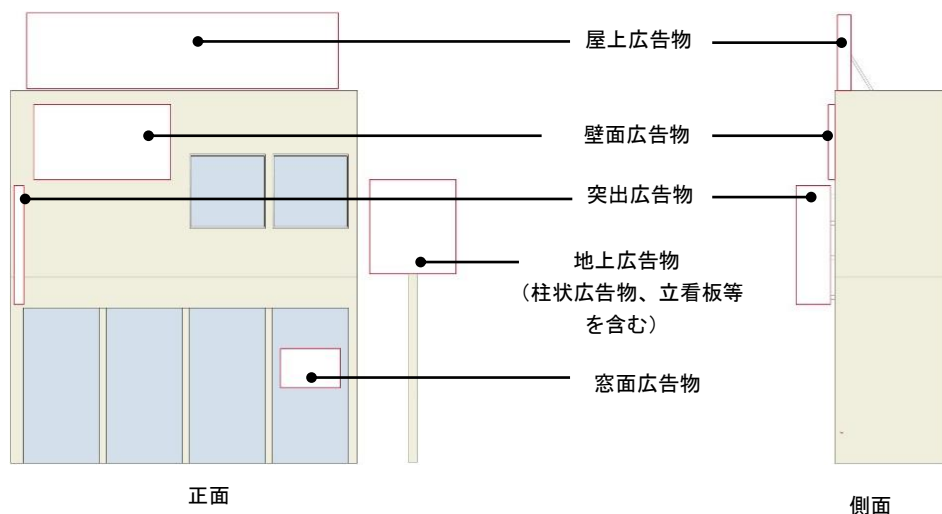 屋上広告物
壁面広告物
突出広告物
地上広告物
（柱状広告物、立看板等
を含む）
窓面広告物
正面
側面